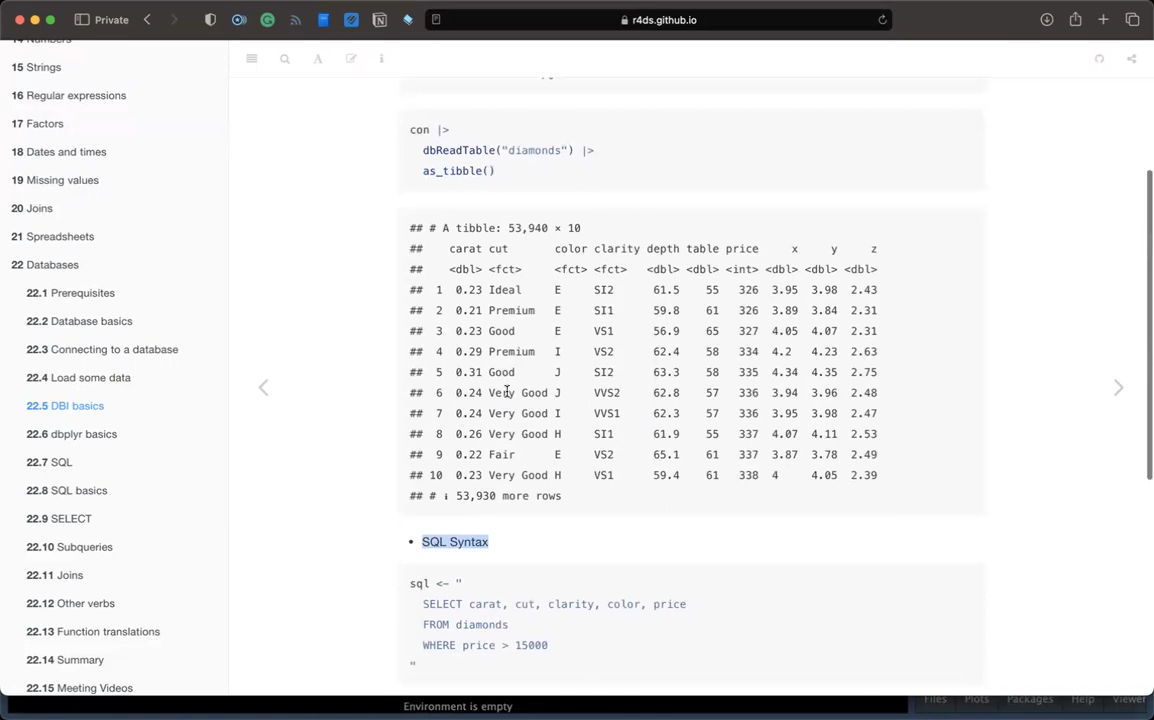 Private
r4ds.github.io
15 Strings
16 Regular expressions
17 Factors
18 Dates and times
19 Missing values
20 Joins
21 Spreadsheets
22 Databases
22.1 Prerequisites
22.2 Database basics
22.3 Connecting to a database
22.4 Load some data
22.5 DBI basics
22.6 dbplyr basics
22.7 SQL
22.8 SQL basics
22.9 SELECT
22.10 Subqueries
22.11 Joins
22.12 Other verbs
22.13 Function translations
22.14 Summary
22.15 Meeting Videos
con |>
dbReadTable("diamonds") |>
as_tibble()
## # A tibble: 53,940 × 10
## carat cut color clarity depth table price x y z
## <dbl> <fct> <fct> <fct> <dbl> <dbl> <int> <dbl> <dbl> <dbl>
## 1 0.23 Ideal E SI2 61.5 55 326 3.95 3.98 2.43
## 2 0.21 Premium E SI1 59.8 61 326 3.89 3.84 2.31
## 3 0.23 Good E VS1 56.9 65 327 4.05 4.07 2.31
## 4 0.29 Premium I VS2 62.4 58 334 4.2 4.23 2.63
## 5 0.31 Good J SI2 63.3 58 335 4.34 4.35 2.75
## 6 0.24 Very Good J VVS2 62.8 57 336 3.94 3.96 2.48
## 7 0.24 Very Good I VVS1 62.3 57 336 3.95 3.98 2.47
## 8 0.26 Very Good H SI1 61.9 55 337 4.07 4.11 2.53
## 9 0.22 Fair E VS2 65.1 61 337 3.87 3.78 2.49
## 10 0.23 Very Good H VS1 59.4 61 338 4 4.05 2.39
## # ℹ 53,930 more rows
• SQL Syntax
sql <- "
SELECT carat, cut, clarity, color, price
FROM diamonds
WHERE price > 15000
"
Environment is empty
Files Plots Packages Help Viewer